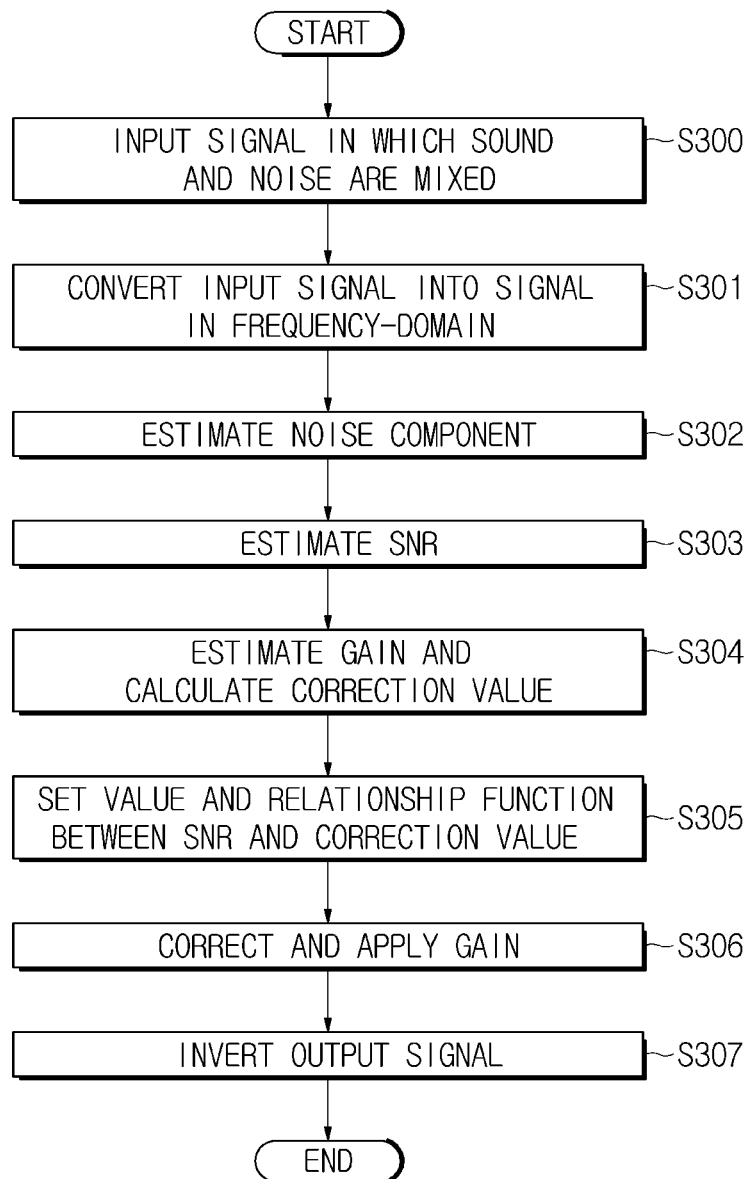 START
INPUT SIGNAL IN WHICH SOUND
AND NOISE ARE MIXED
S300
CONVERT INPUT SIGNAL INTO SIGNAL
IN FREQUENCY-DOMAIN
S301
ESTIMATE NOISE COMPONENT
S302
ESTIMATE SNR
S303
ESTIMATE GAIN AND
CALCULATE CORRECTION VALUE
S304
SET VALUE AND RELATIONSHIP FUNCTION
BETWEEN SNR AND CORRECTION VALUE
S305
CORRECT AND APPLY GAIN
S306
INVERT OUTPUT SIGNAL
S307
END